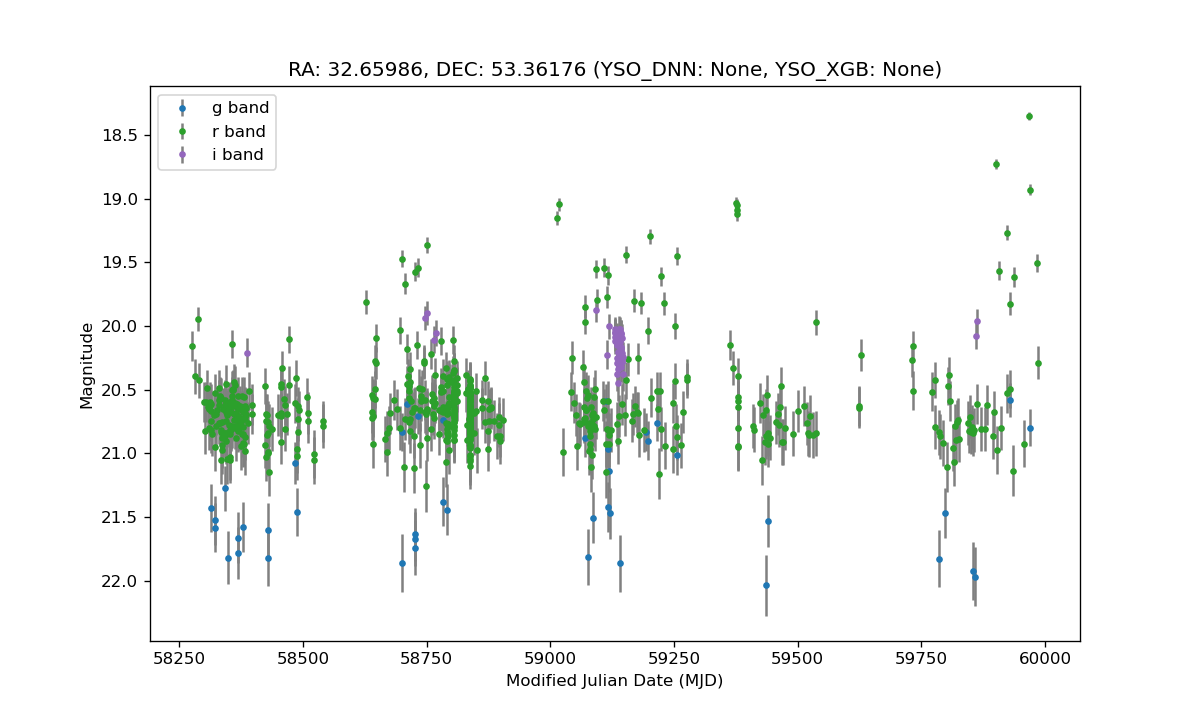 RA: 32.65986, DEC: 53.36176 (YSO_DNN: None, YSO_XGB: None)
g band
r band
i band
18.5
19.0
19.5
20.0
20.5
21.0
21.5
22.0
Magnitude
58250 58500 58750 59000 59250 59500 59750 60000
Modified Julian Date (MJD)